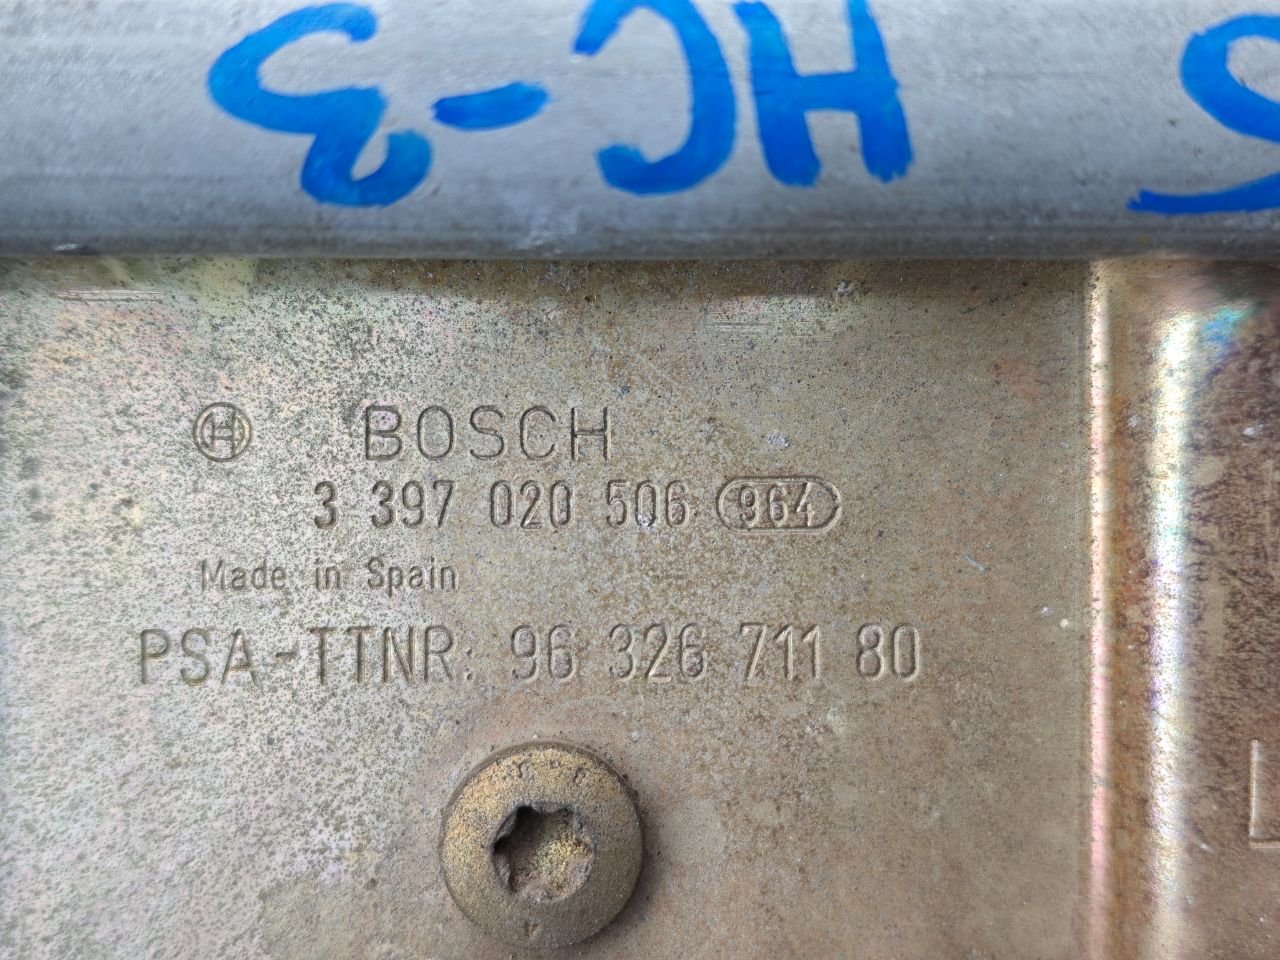 HC-3
BOSCH
3 397 020 506 964
Made in Spain
PSA-TTNR: 96 326 711 80